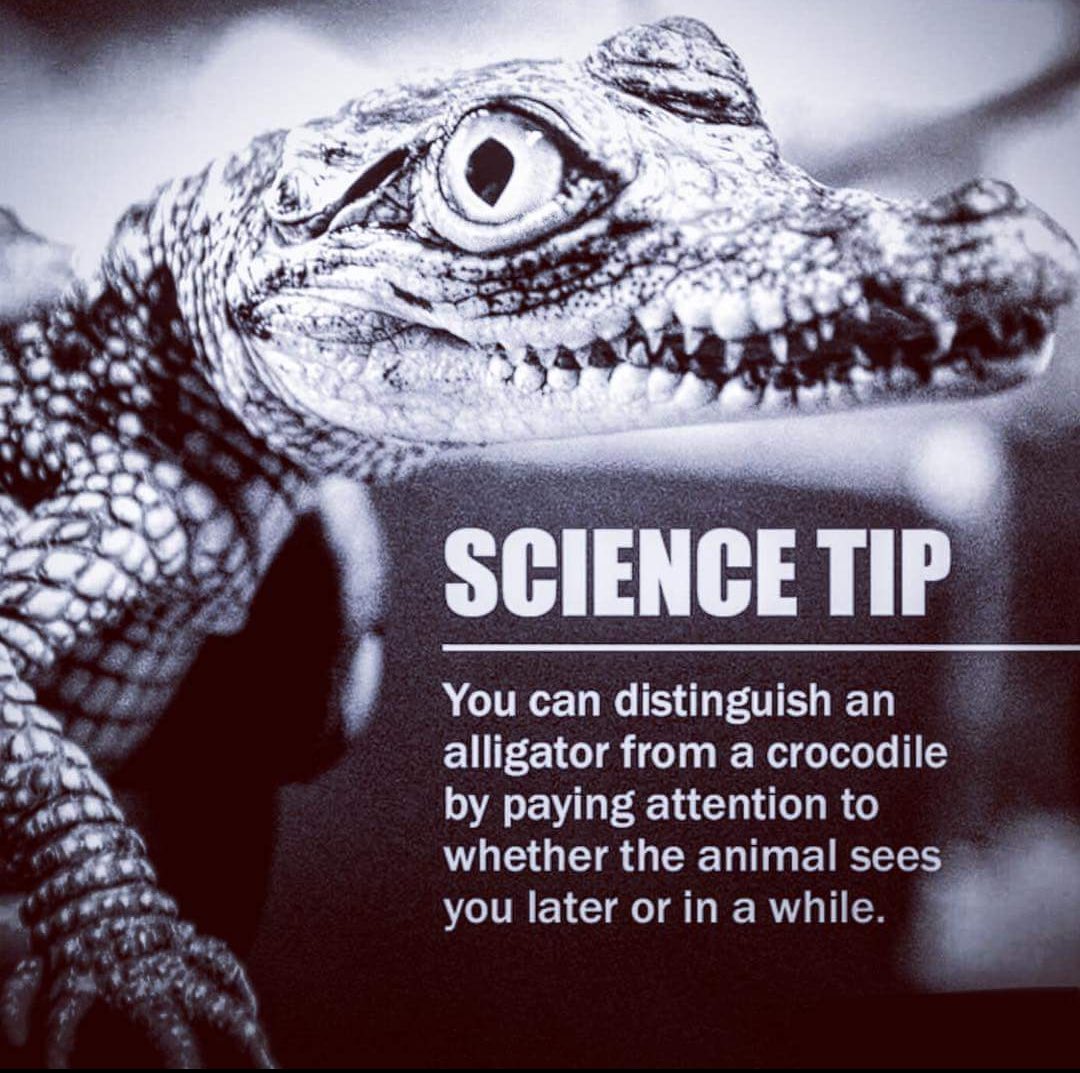 SCIENCE TIP
You can distinguish an
alligator from a crocodile
by paying attention to
whether the animal sees
you later or in a while.